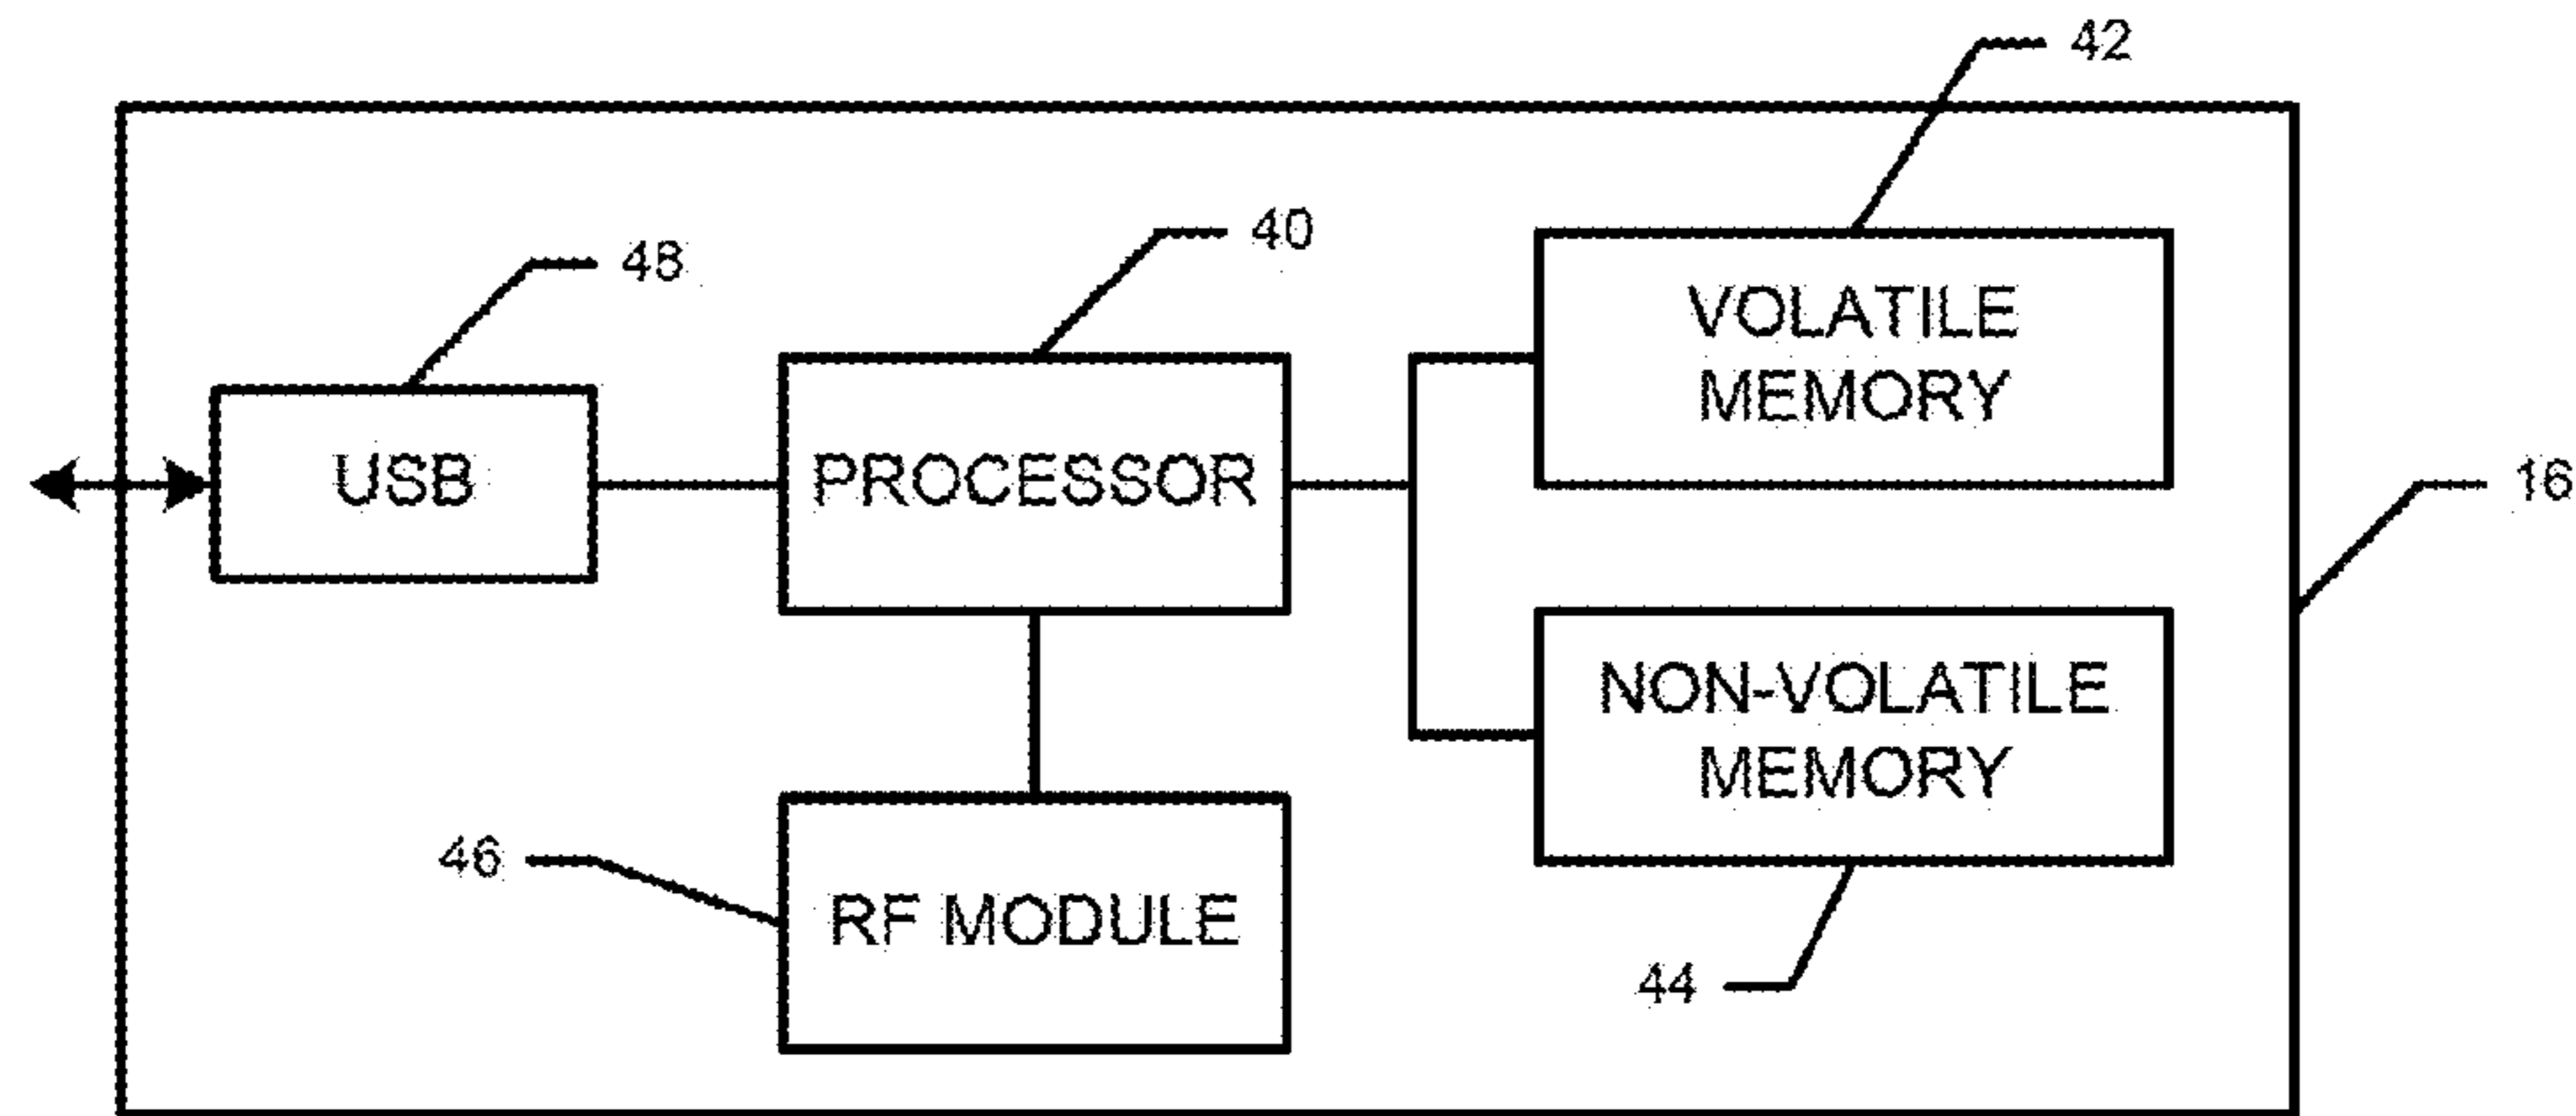 42
40
48
VOLATILE
MEMORY
USB
PROCESSOR
16
NON-VOLATILE
MEMORY
46
RF MODULE
44